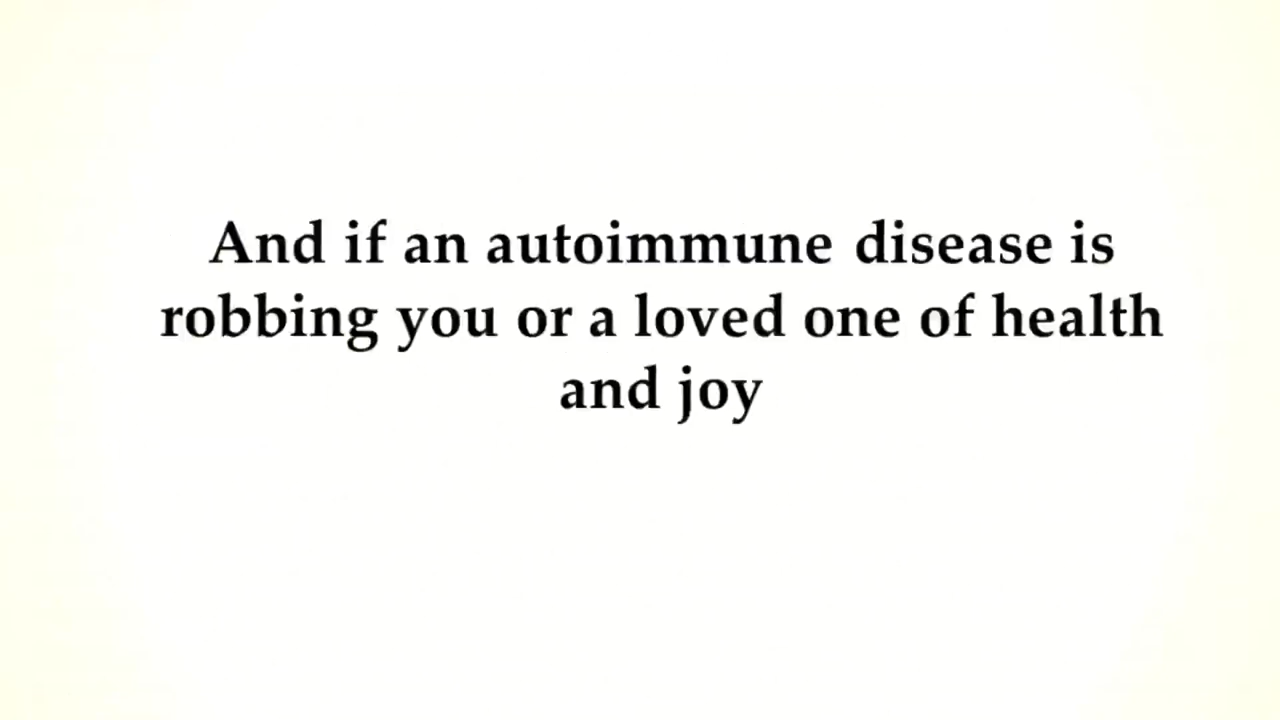 And if an autoimmune disease is
robbing you or a loved one of health
and joy